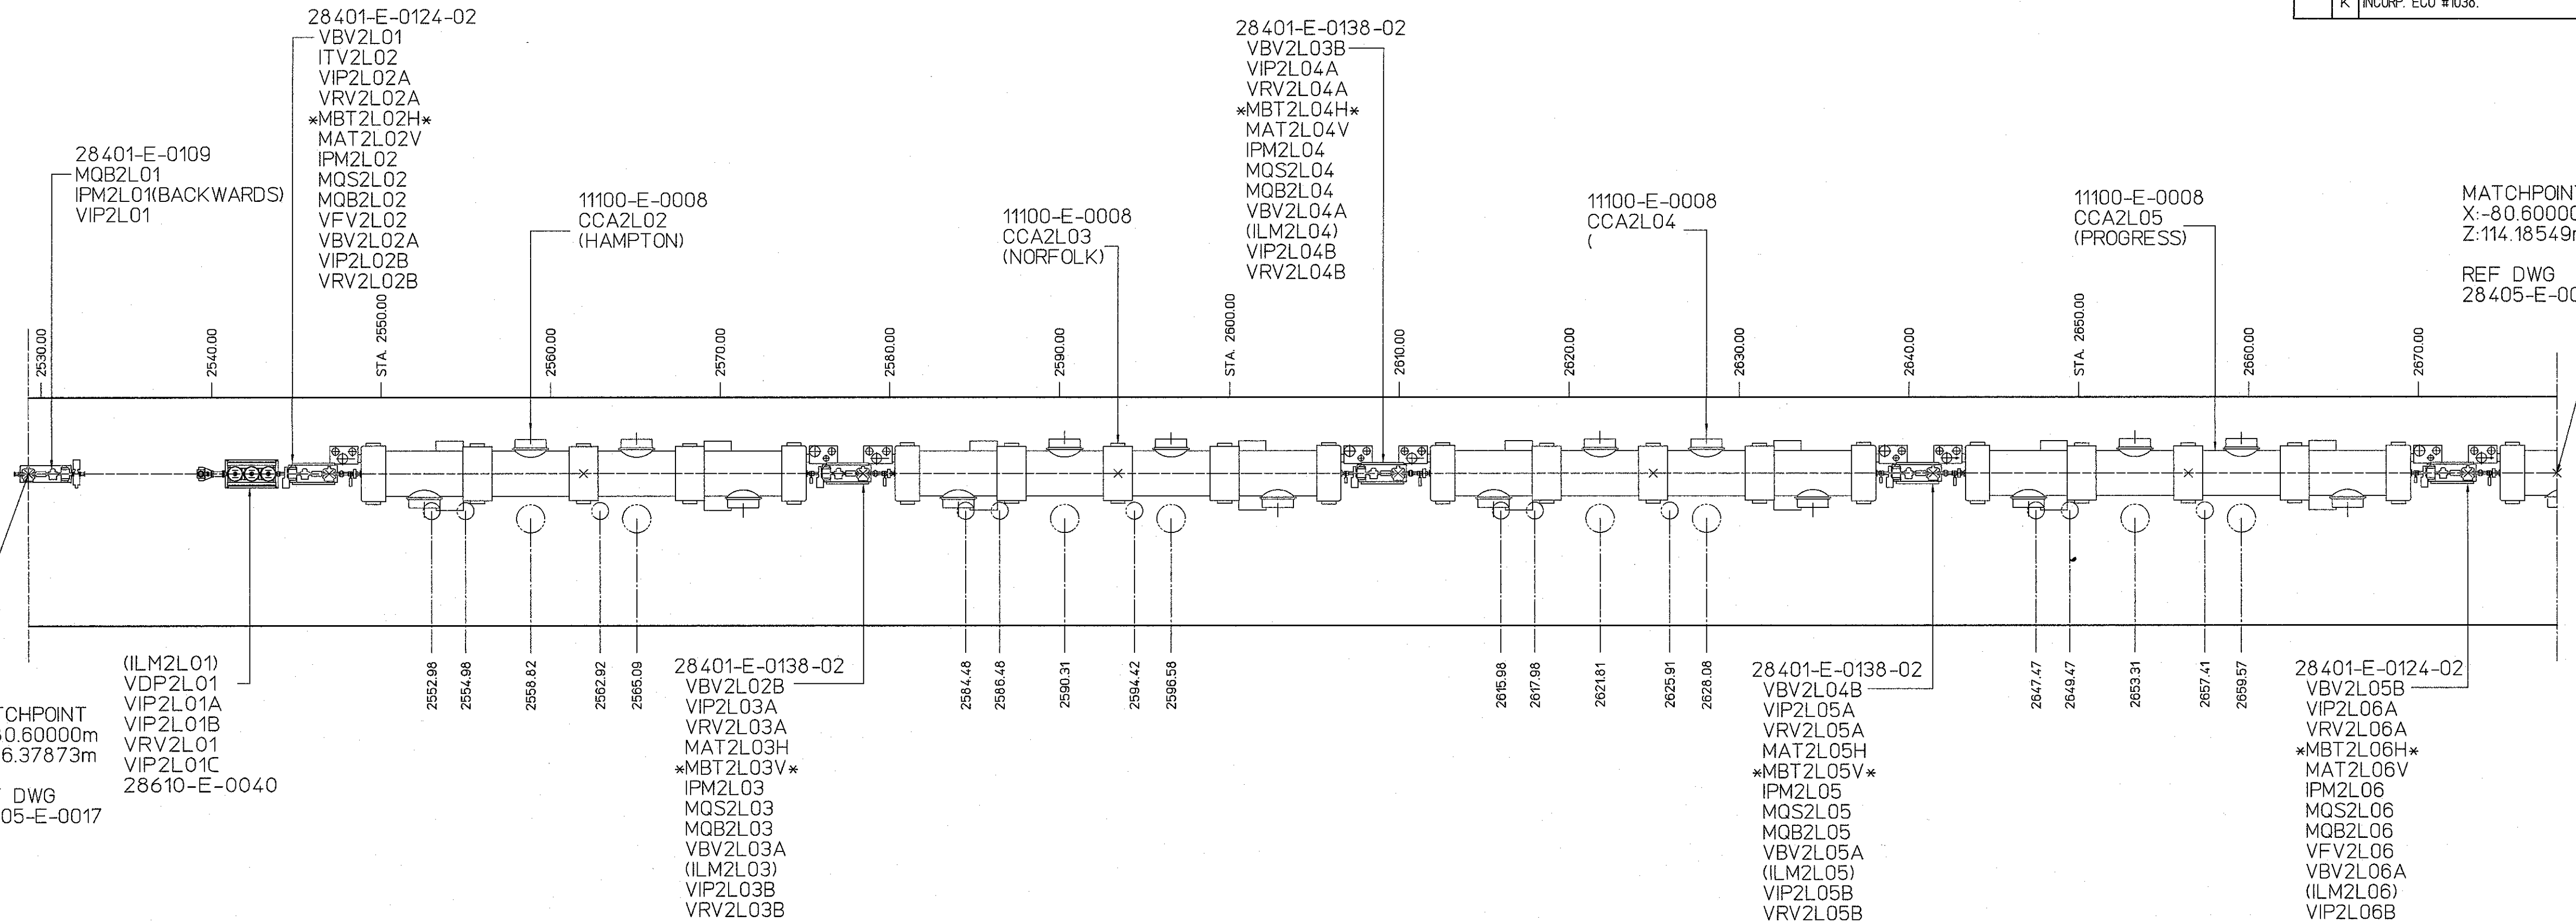 K INCORP. ECO #1038.
28401-E-0124-02
VBV2L01
ITV2L02
VIP2L02A
VRV2L02A
*MBT2L02H*
MAT2L02V
IPM2L02
MQS2L02
MQB2L02
VFV2L02
VBV2L02A
VIP2L02B
VRV2L02B
28401-E-0138-02
VBV2L03B
VIP2L04A
VRV2L04A
*MBT2L04H*
MAT2L04V
IPM2L04
MQS2L04
MQB2L04
VBV2L04A
(ILM2L04)
VIP2L04B
VRV2L04B
28401-E-0109
MQB2L01
IPM2L01(BACKWARDS)
VIP2L01
11100-E-0008
CCA2L02
(HAMPTON)
11100-E-0008
CCA2L03
(NORFOLK)
11100-E-0008
CCA2L04
(
11100-E-0008
CCA2L05
(PROGRESS)
MATCHPOINT
X:-80.60000
Z:114.18549m
REF DWG
28405-E-00
2530.00
2540.00
STA. 2550.00
2560.00
2570.00
2580.00
2590.00
STA. 2600.00
2610.00
2620.00
2630.00
2640.00
STA. 2650.00
2660.00
2670.00
2552.98
2554.98
2558.82
2562.92
2565.09
2584.48
2586.48
2590.31
2594.42
2596.58
2615.98
2617.98
2621.81
2625.91
2628.08
2647.47
2649.47
2653.31
2657.41
2659.57
TCHPOINT
0.60000m
6.37873m
DWG
05-E-0017
(ILM2L01)
VDP2L01
VIP2L01A
VIP2L01B
VRV2L01
VIP2L01C
28610-E-0040
28401-E-0138-02
VBV2L02B
VIP2L03A
VRV2L03A
MAT2L03H
*MBT2L03V*
IPM2L03
MQS2L03
MQB2L03
VBV2L03A
(ILM2L03)
VIP2L03B
VRV2L03B
28401-E-0138-02
VBV2L04B
VIP2L05A
VRV2L05A
MAT2L05H
*MBT2L05V*
IPM2L05
MQS2L05
MQB2L05
VBV2L05A
(ILM2L05)
VIP2L05B
VRV2L05B
28401-E-0124-02
VBV2L05B
VIP2L06A
VRV2L06A
*MBT2L06H*
MAT2L06V
IPM2L06
MQS2L06
MQB2L06
VFV2L06
VBV2L06A
(ILM2L06)
VIP2L06B